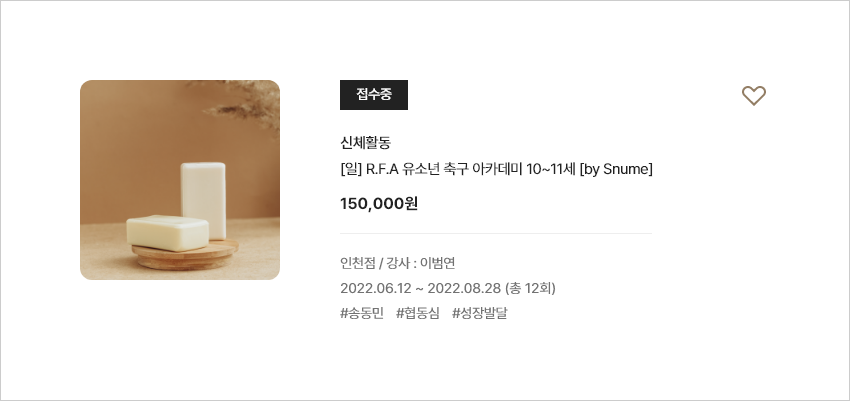 접수중
신체활동
[일] R.F.A 유소년 축구 아카데미 10~11세 [by Snume]
150,000원
인천점 / 강사 : 이범연
2022.06.12 ~ 2022.08.28 (총 12회)
#송동민 #협동심 #성장발달